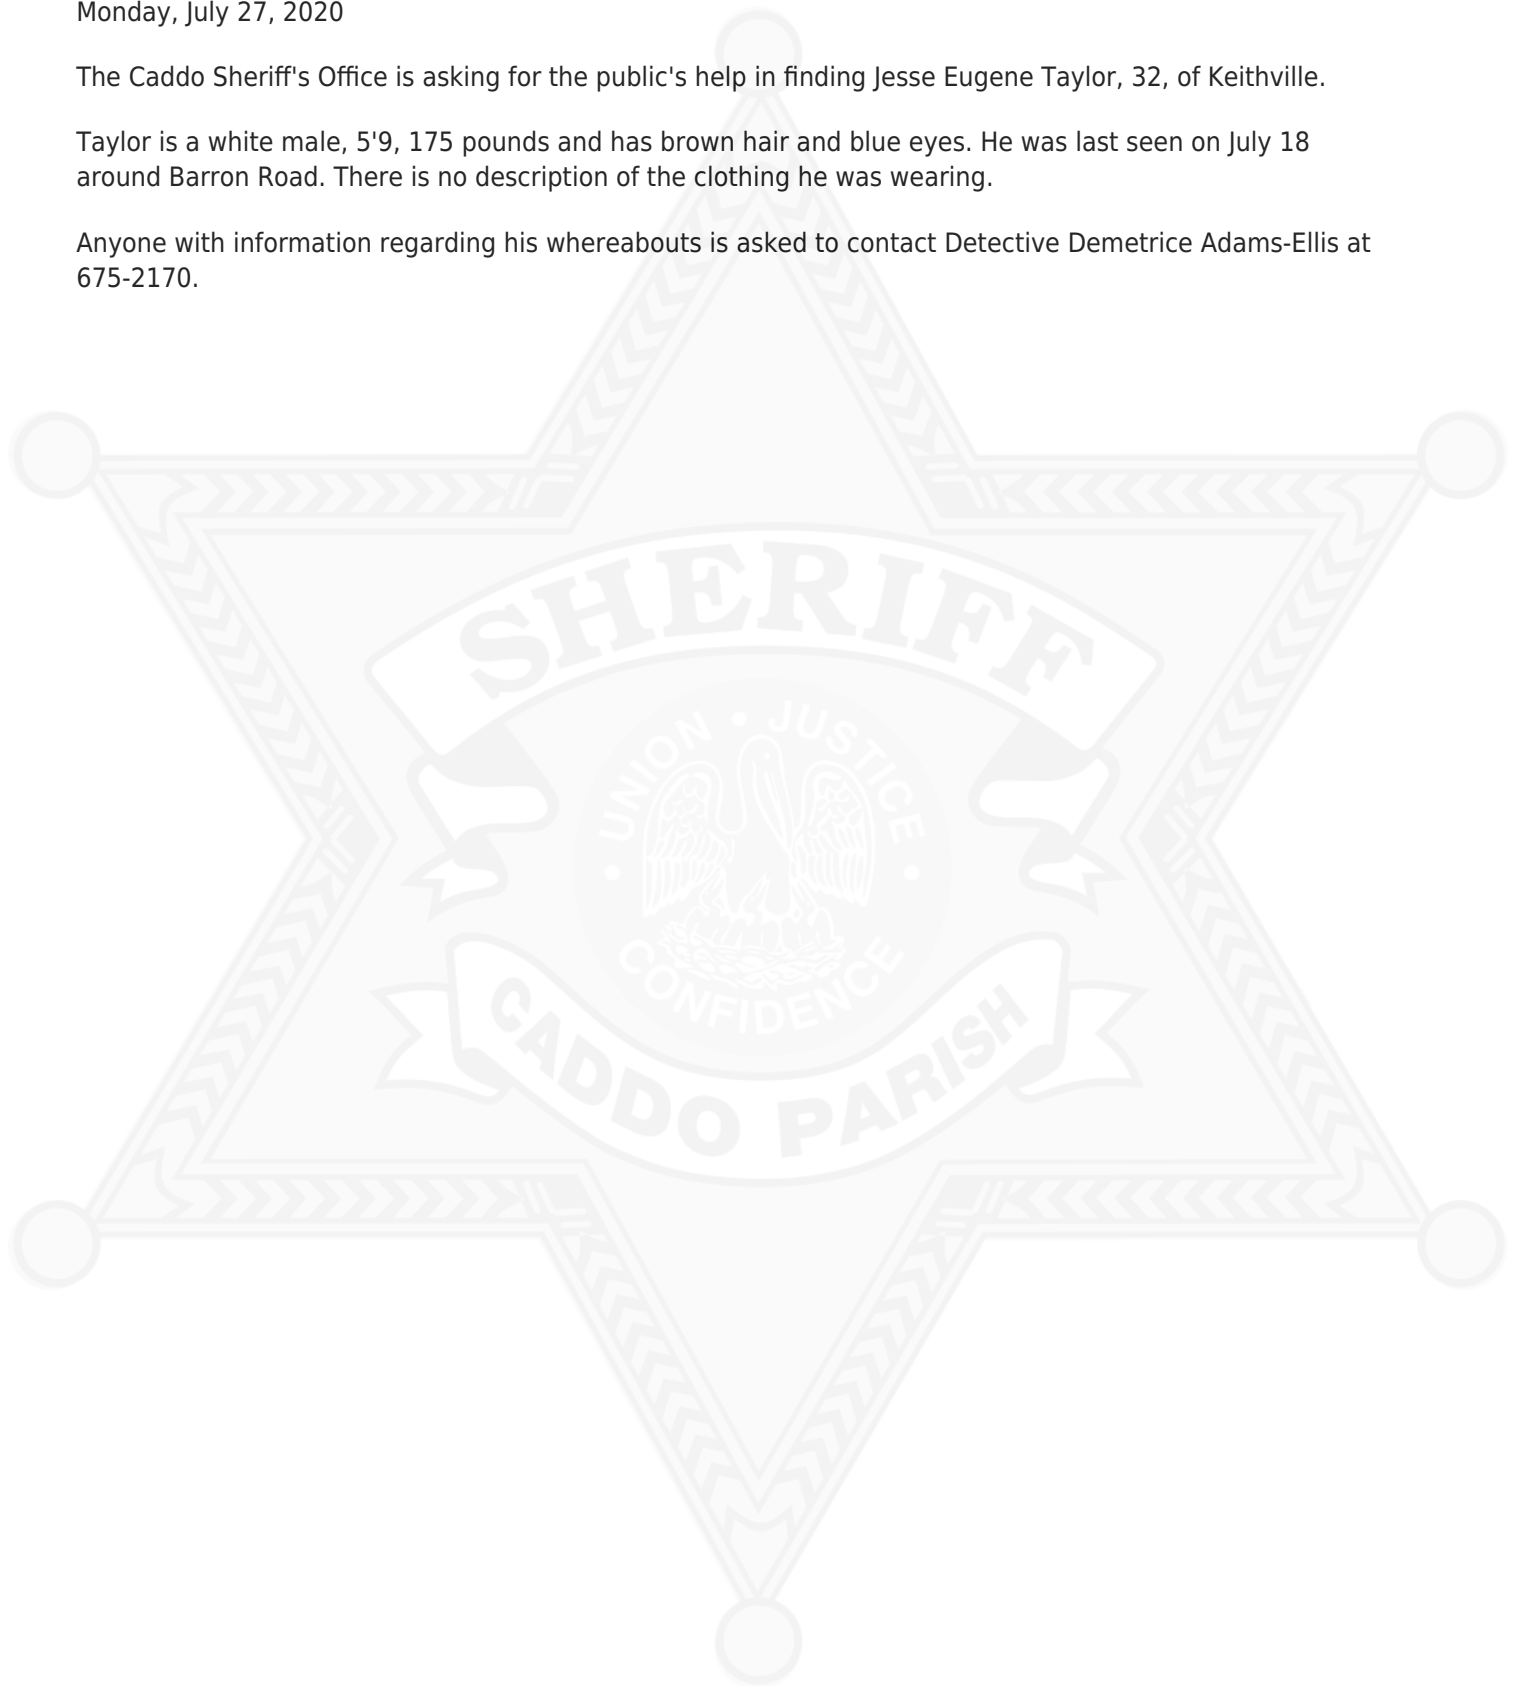 Monday, July 27, 2020
The Caddo Sheriff's Office is asking for the public's help in finding Jesse Eugene Taylor, 32, of Keithville.
Taylor is a white male, 5'9, 175 pounds and has brown hair and blue eyes. He was last seen on July 18
around Barron Road. There is no description of the clothing he was wearing.
Anyone with information regarding his whereabouts is asked to contact Detective Demetrice Adams-Ellis at
675-2170.
SHERIFF
UNION • JUSTICE
• CONFIDENCE •
CADDO PARISH